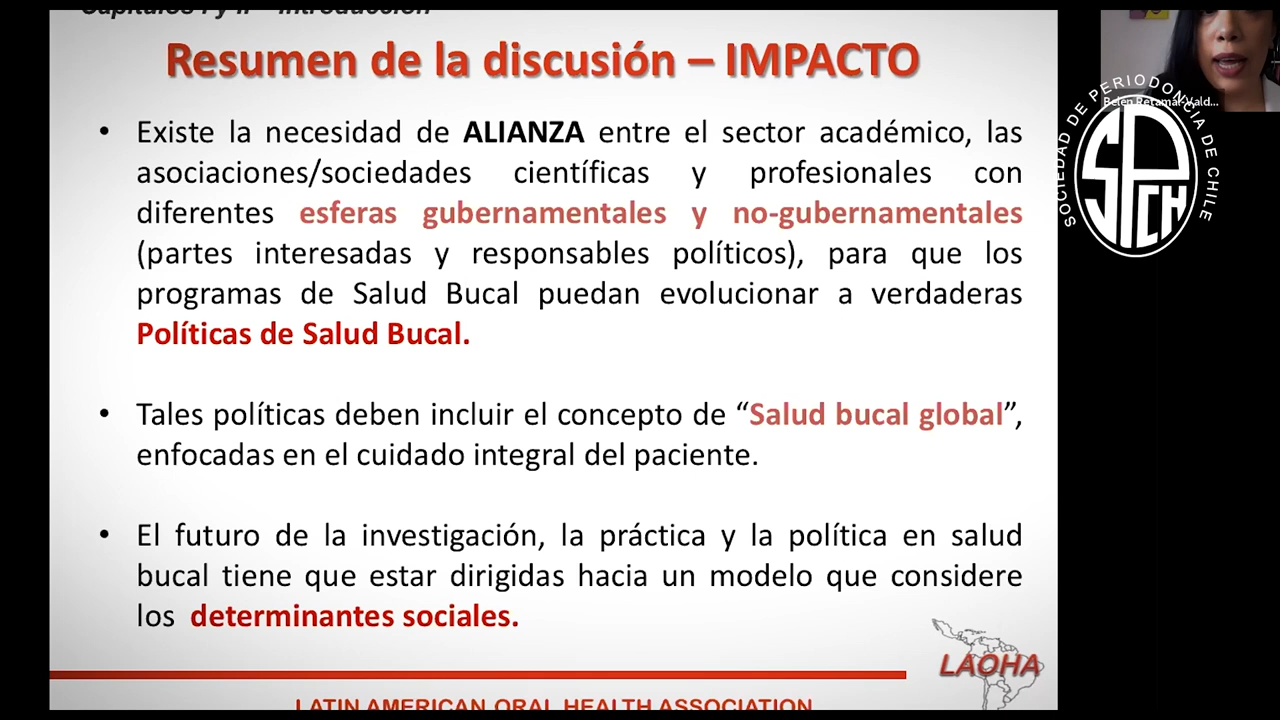 Capítulos I y II – Introducción
Resumen de la discusión – IMPACTO
• Existe la necesidad de ALIANZA entre el sector académico, las
asociaciones/sociedades científicas y profesionales con
diferentes esferas gubernamentales y no-gubernamentales
(partes interesadas y responsables políticos), para que los
programas de Salud Bucal puedan evolucionar a verdaderas
Políticas de Salud Bucal.
• Tales políticas deben incluir el concepto de “Salud bucal global”,
enfocadas en el cuidado integral del paciente.
• El futuro de la investigación, la práctica y la política en salud
bucal tiene que estar dirigidas hacia un modelo que considere
los determinantes sociales.
LAOHA
LATIN AMERICAN ORAL HEALTH ASSOCIATION
Belén Retamal-Vald...
SOCIEDAD DE PERIODONCIA DE CHILE
SPCH